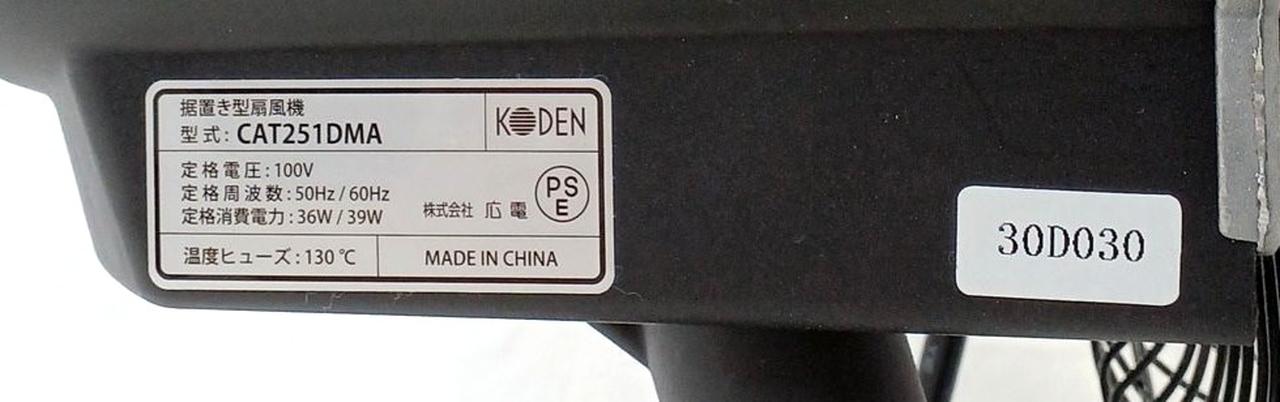 据置き型扇風機
型式: CAT251DMA
KODEN
定格電圧: 100V
定格周波数: 50Hz / 60Hz
定格消費電力: 36W / 39W
株式会社 広電
PS
E
温度ヒューズ: 130 ℃
MADE IN CHINA
30D030